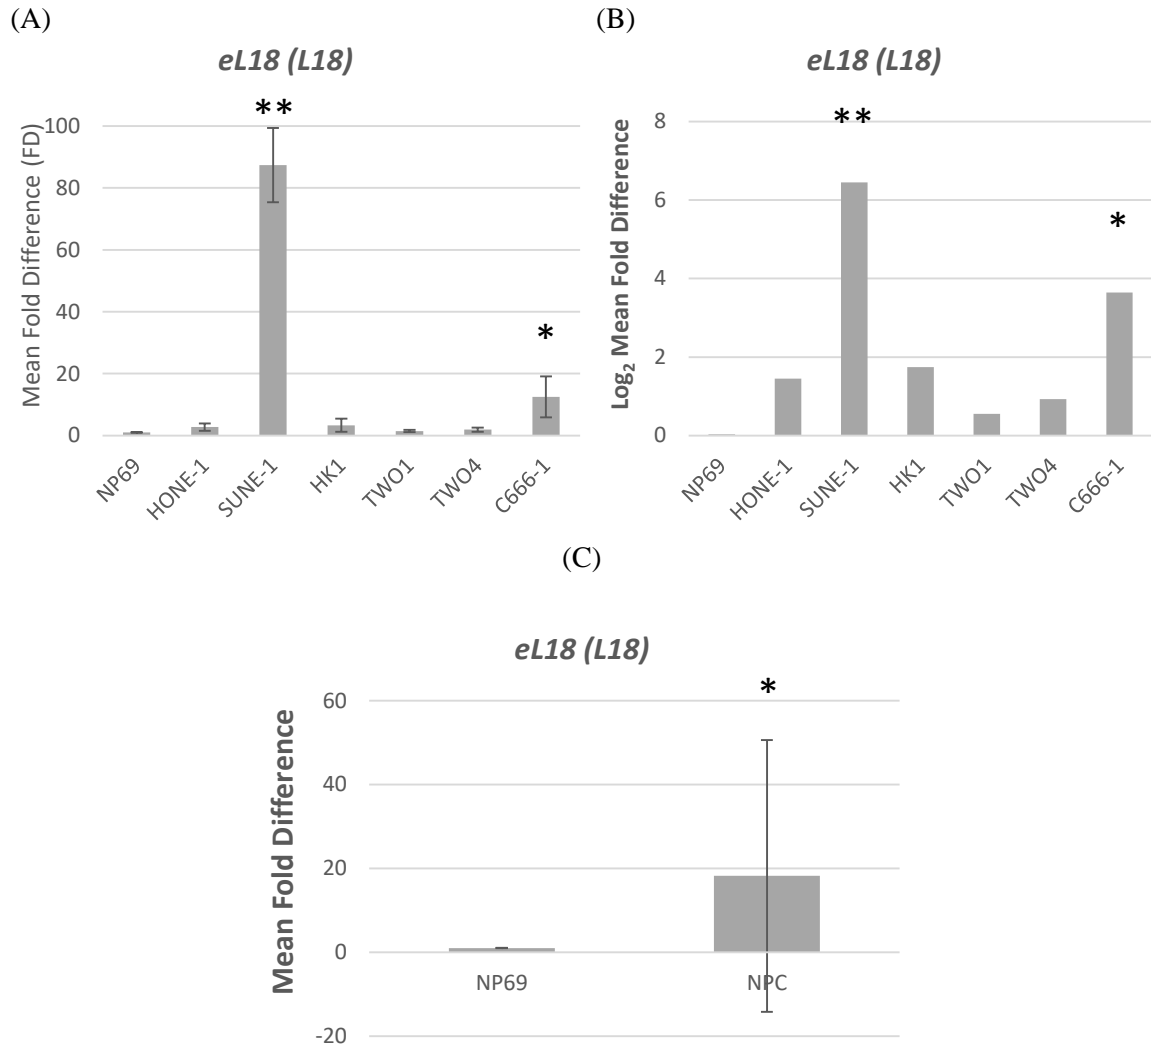 (A)
eL18 (L18)
**
*
Mean Fold Difference (FD)
100
80
60
40
20
0
NP69
HONE-1
SUNE-1
HK1
TWO1
TWO4
C666-1
(B)
eL18 (L18)
**
*
Log2 Mean Fold Difference
8
6
4
2
0
NP69
HONE-1
SUNE-1
HK1
TWO1
TWO4
C666-1
(C)
eL18 (L18)
*
Mean Fold Difference
60
40
20
0
-20
NP69
NPC